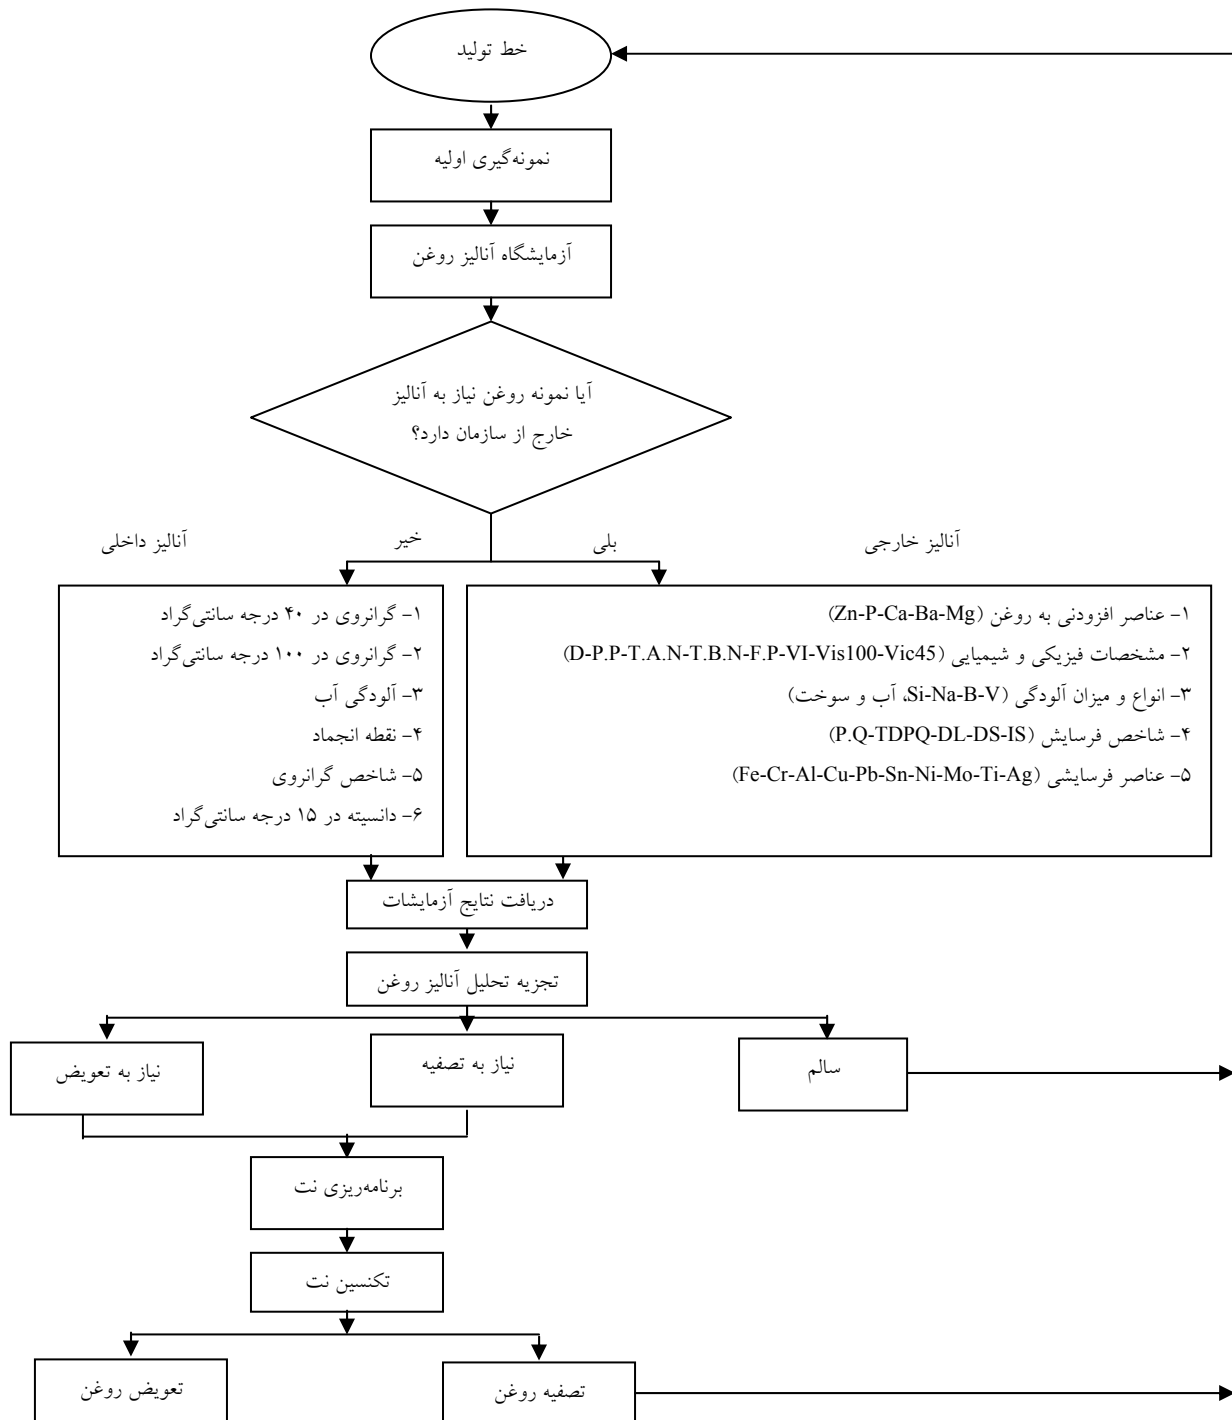 خط تولید
نمونه‌گیری اولیه
آزمایشگاه آنالیز روغن
آیا نمونه روغن نیاز به آنالیز
خارج از سازمان دارد؟
آنالیز خارجی
بلی
خیر
آنالیز داخلی
۱- عناصر افزودنی به روغن (Zn-P-Ca-Ba-Mg)
۲- مشخصات فیزیکی و شیمیایی (D-P.P-T.A.N-T.B.N-F.P-VI-Vis100-Vic45)
۳- انواع و میزان آلودگی (Si-Na-B-V، آب و سوخت)
۴- شاخص فرسایش (P.Q-TDPQ-DL-DS-IS)
۵- عناصر فرسایشی (Fe-Cr-Al-Cu-Pb-Sn-Ni-Mo-Ti-Ag)
۱- گرانروی در ۴۰ درجه سانتی‌گراد
۲- گرانروی در ۱۰۰ درجه سانتی‌گراد
۳- آلودگی آب
۴- نقطه انجماد
۵- شاخص گرانروی
۶- دانسیته در ۱۵ درجه سانتی‌گراد
دریافت نتایج آزمایشات
تجزیه تحلیل آنالیز روغن
سالم
نیاز به تصفیه
نیاز به تعویض
برنامه‌ریزی نت
تکنسین نت
تصفیه روغن
تعویض روغن